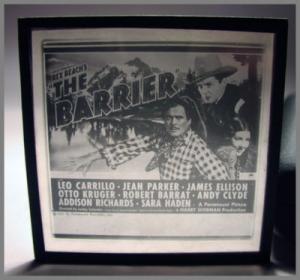 REX BEACH'S
THE
BARRIER
LEO CARRILLO · JEAN PARKER · JAMES ELLISON
OTTO KRUGER · ROBERT BARRAT · ANDY CLYDE
ADDISON RICHARDS · SARA HADEN
A Paramount Picture
A HARRY SHERMAN Production